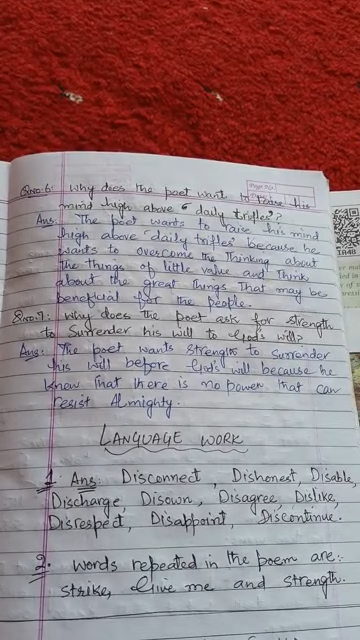 Page No.
Q.no.6: Why does the poet want to raise his
mind high above "daily trifles"?
Ans: The poet wants to raise his mind
high above "daily trifles" because he
wants to overcome the thinking about
the things of little value and think
about the great things that may be
beneficial for the people.
Q.no.7: Why does the poet ask for strength
to Surrender his will to God's will?
Ans: The poet wants strength to surrender
his will before God's will because he
knew that there is no power that can
resist Almighty.
LANGUAGE WORK
1. Ans: Disconnect, Dishonest, Disable,
Discharge, Disown, Disagree, Dislike,
Disrespect, Disappoint, Discontinue.
2. Words repeated in the poem are:-
strike, Give me and strength.